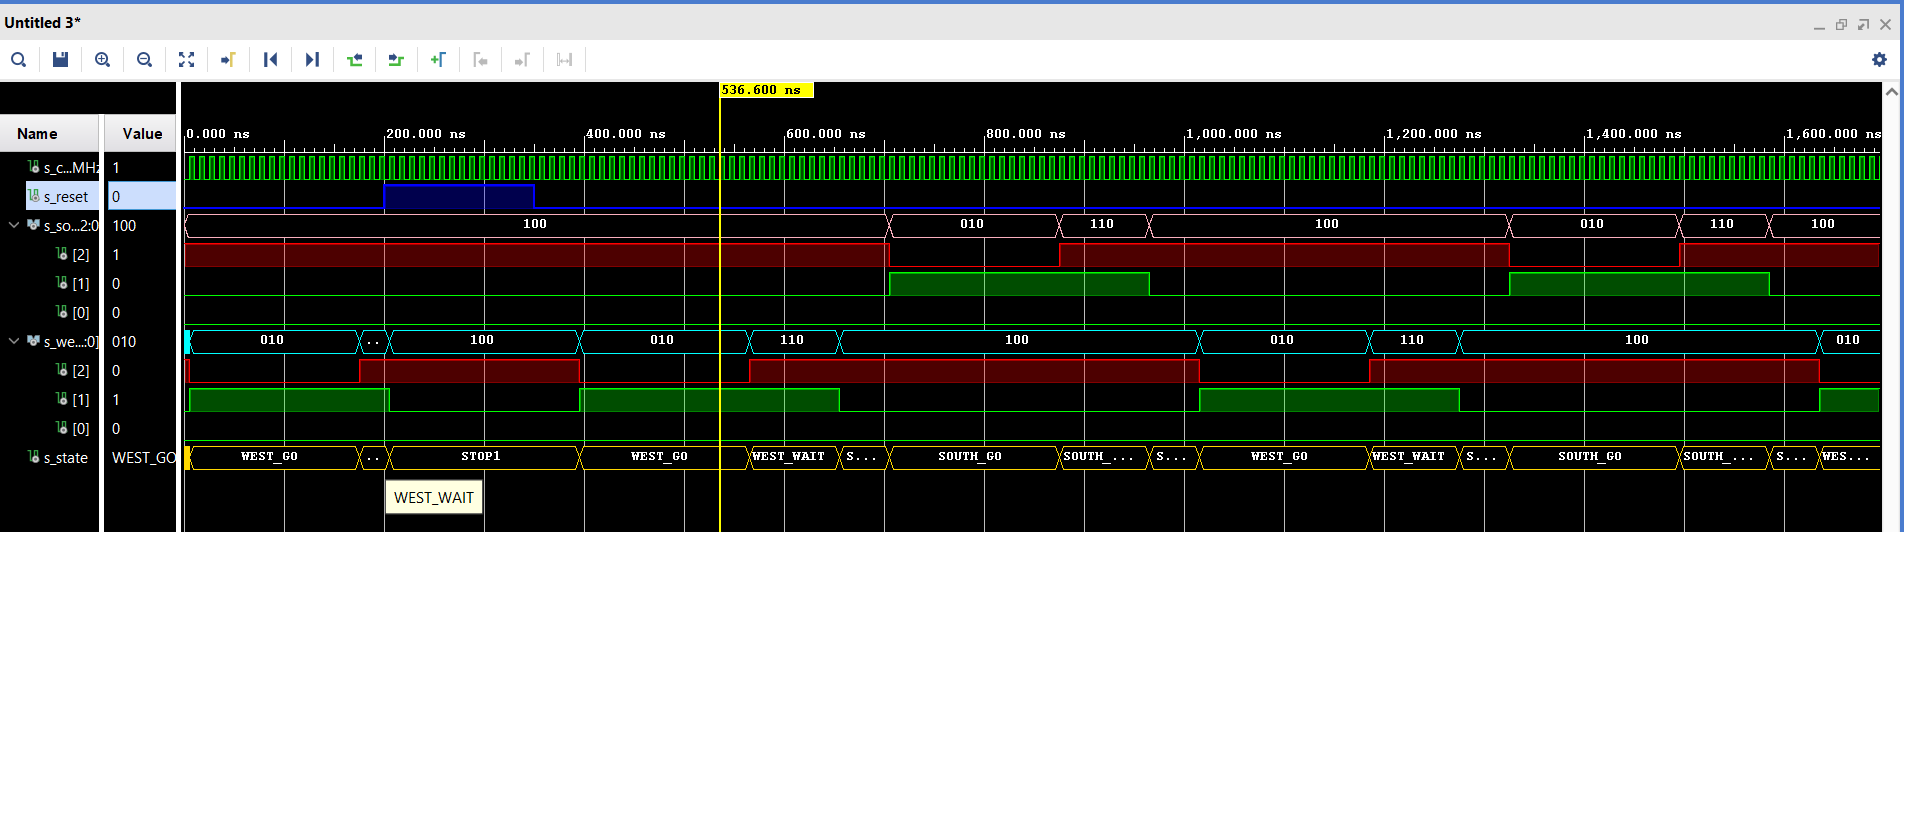 Untitled 3*
536.600 ns
Name Value
0.000 ns 200.000 ns 400.000 ns 600.000 ns 800.000 ns 1,000.000 ns 1,200.000 ns 1,400.000 ns 1,600.000 ns
s_c...MHz 1
s_reset 0
s_so...2:0 100 100 010 110 100 010 110 100
[2] 1
[1] 0
[0] 0
s_we...:0] 010 010 .. 100 010 110 100 010 110 100 010
[2] 0
[1] 1
[0] 0
s_state WEST_GO WEST_GO .. STOP1 WEST_GO WEST_WAIT S... SOUTH_GO SOUTH_... S... WEST_GO WEST_WAIT S... SOUTH_GO SOUTH_... S... WES...
WEST_WAIT